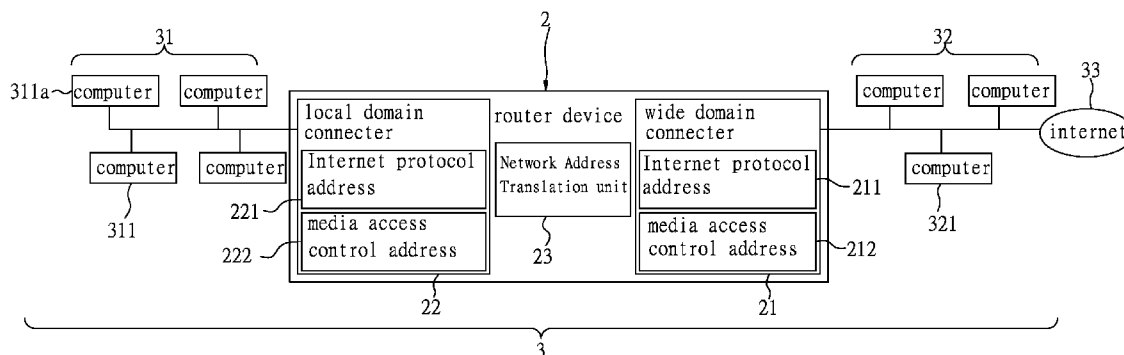 2
31
32
33
311a
computer
computer
computer
computer
311
local domain
connecter
Internet protocol
address
221
media access
control address
222
22
router device
Network Address
Translation unit
23
wide domain
connecter
Internet protocol
address
211
media access
control address
212
21
computer
computer
computer
321
internet
3